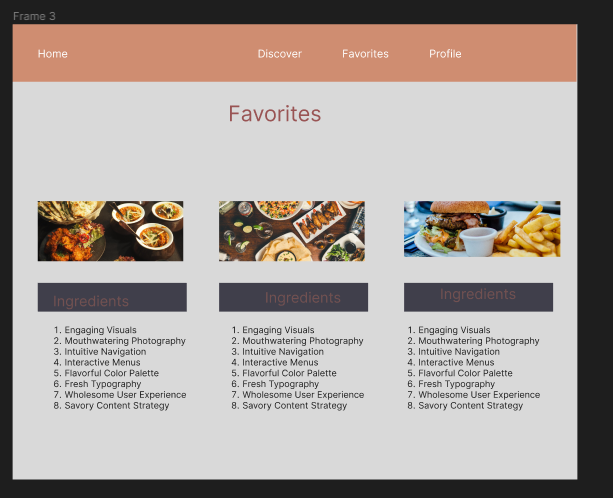 Frame 3
Home Discover Favorites Profile
Favorites
Ingredients
1. Engaging Visuals
2. Mouthwatering Photography
3. Intuitive Navigation
4. Interactive Menus
5. Flavorful Color Palette
6. Fresh Typography
7. Wholesome User Experience
8. Savory Content Strategy
Ingredients
1. Engaging Visuals
2. Mouthwatering Photography
3. Intuitive Navigation
4. Interactive Menus
5. Flavorful Color Palette
6. Fresh Typography
7. Wholesome User Experience
8. Savory Content Strategy
Ingredients
1. Engaging Visuals
2. Mouthwatering Photography
3. Intuitive Navigation
4. Interactive Menus
5. Flavorful Color Palette
6. Fresh Typography
7. Wholesome User Experience
8. Savory Content Strategy